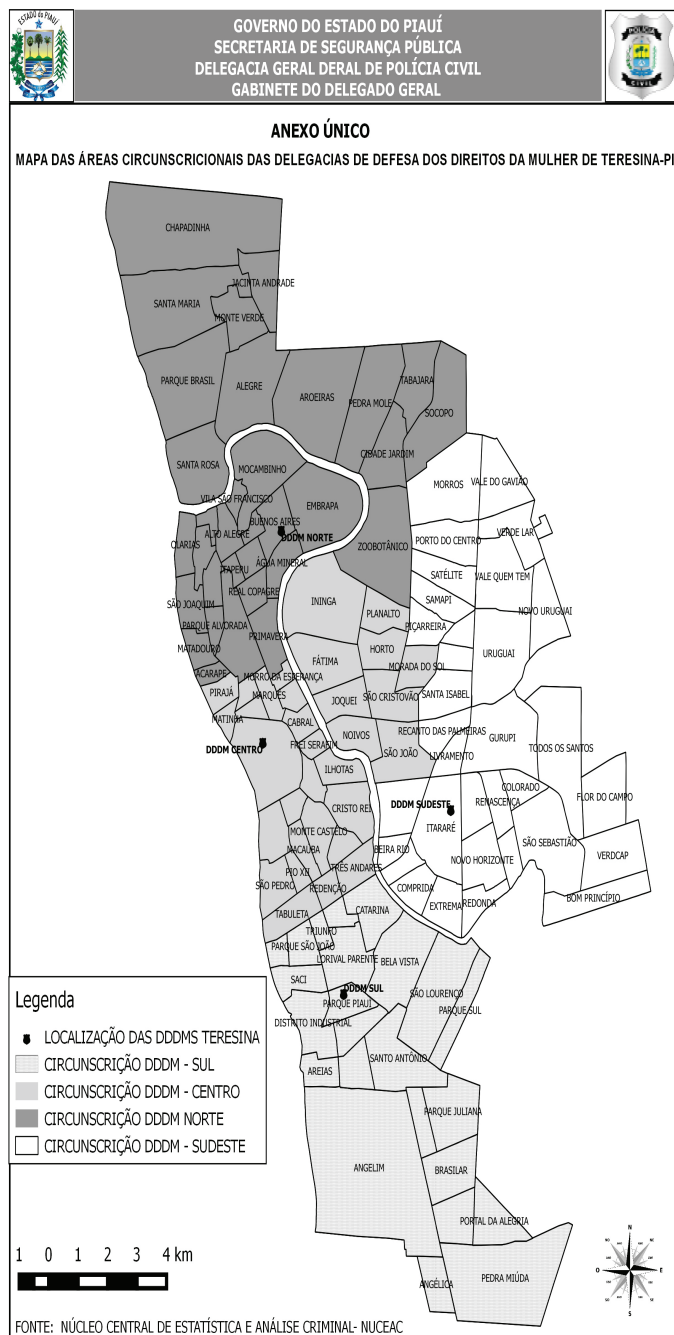 ESTADO DO PIAUÍ
GOVERNO DO ESTADO DO PIAUÍ
SECRETARIA DE SEGURANÇA PÚBLICA
DELEGACIA GERAL DERAL DE POLÍCIA CIVIL
GABINETE DO DELEGADO GERAL
POLÍCIA
CIVIL
ANEXO ÚNICO
MAPA DAS ÁREAS CIRCUNSCRICIONAIS DAS DELEGACIAS DE DEFESA DOS DIREITOS DA MULHER DE TERESINA-PI
CHAPADINHA
JACINTA ANDRADE
SANTA MARIA
MONTE VERDE
PARQUE BRASIL
ALEGRE
AROEIRAS
PEDRA MOLE
TABAJARA
SOCOPO
CIDADE JARDIM
SANTA ROSA
MOCAMBINHO
MORROS
VALE DO GAVIÃO
VILA SÃO FRANCISCO
EMBRAPA
BUENOS AIRES
DDDM NORTE
ALTO ALEGRE
VERDE LAR
OLARIAS
ZOOBOTÂNICO
PORTO DO CENTRO
ÁGUA MINERAL
ITAPERU
SATÉLITE
VALE QUEM TEM
REAL COPAGRE
SÃO JOAQUIM
ININGA
PLANALTO
SAMAPI
NOVO URUGUAI
PARQUE ALVORADA
PIÇARREIRA
PRIMAVERA
MATADOURO
HORTO
URUGUAI
FÁTIMA
MORADA DO SOL
ACARAPE
MORRO DA ESPERANÇA
PIRAJÁ
MARQUÊS
JOQUEI
SÃO CRISTOVÃO
SANTA ISABEL
MATINHA
CABRAL
RECANTO DAS PALMEIRAS
NOIVOS
GURUPI
DDDM CENTRO
FREI SERAFIM
SÃO JOÃO
LIVRAMENTO
TODOS OS SANTOS
ILHOTAS
COLORADO
FLOR DO CAMPO
CRISTO REI
DDDM SUDESTE
RENASCENÇA
MONTE CASTELO
ITARARÉ
SÃO SEBASTIÃO
MACAUBA
BEIRA RIO
VERDCAP
NOVO HORIZONTE
PIO XII
TRÊS ANDARES
SÃO PEDRO
REDENÇÃO
COMPRIDA
BOM PRINCÍPIO
EXTREMA
REDONDA
TABULETA
CATARINA
TRIUNFO
PARQUE SÃO JOÃO
LORIVAL PARENTE
BELA VISTA
SACI
DDDM SUL
SÃO LOURENÇO
PARQUE PIAUÍ
PARQUE SUL
DISTRITO INDUSTRIAL
SANTO ANTÔNIO
AREIAS
PARQUE JULIANA
ANGELIM
BRASILAR
PORTAL DA ALEGRIA
ANGÉLICA
PEDRA MIÚDA
Legenda
LOCALIZAÇÃO DAS DDDMS TERESINA
CIRCUNSCRIÇÃO DDDM - SUL
CIRCUNSCRIÇÃO DDDM - CENTRO
CIRCUNSCRIÇÃO DDDM NORTE
CIRCUNSCRIÇÃO DDDM - SUDESTE
1 0 1 2 3 4 km
N
NO
NE
O
E
SO
SE
S
FONTE: NÚCLEO CENTRAL DE ESTATÍSTICA E ANÁLISE CRIMINAL- NUCEAC